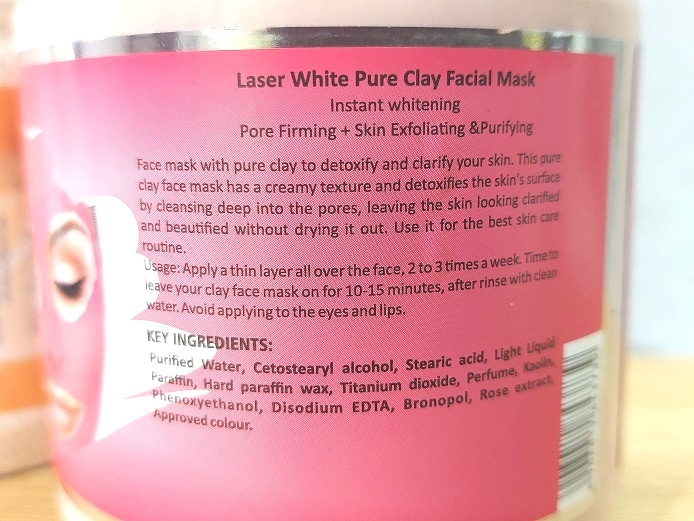 Laser White Pure Clay Facial Mask
Instant whitening
Pore Firming + Skin Exfoliating &Purifying
Face mask with pure clay to detoxify and clarify your skin. This pure
clay face mask has a creamy texture and detoxifies the skin's surface
by cleansing deep into the pores, leaving the skin looking clarified
and beautified without drying it out. Use it for the best skin care
routine.
Usage: Apply a thin layer all over the face, 2 to 3 times a week. Time to
leave your clay face mask on for 10-15 minutes, after rinse with clean
water. Avoid applying to the eyes and lips.
KEY INGREDIENTS:
Purified Water, Cetostearyl alcohol, Stearic acid, Light Liquid
Paraffin, Hard paraffin wax, Titanium dioxide, Perfume, Kaolin,
Phenoxyethanol, Disodium EDTA, Bronopol, Rose extract,
Approved colour.